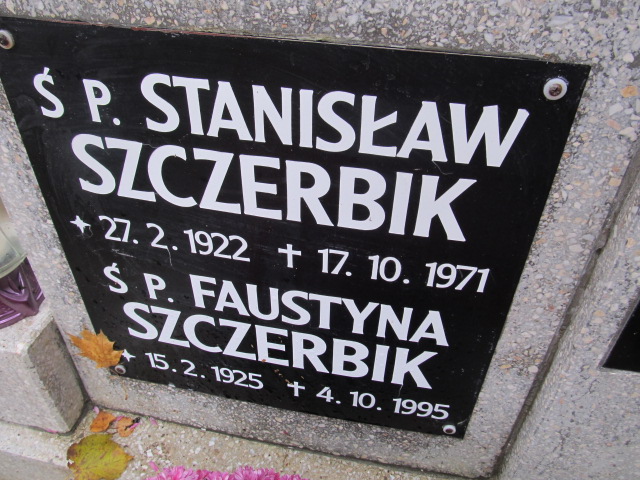 Ś P. STANISŁAW
SZCZERBIK
27. 2. 1922 † 17. 10. 1971
Ś P. FAUSTYNA
SZCZERBIK
15. 2. 1925 † 4. 10. 1995